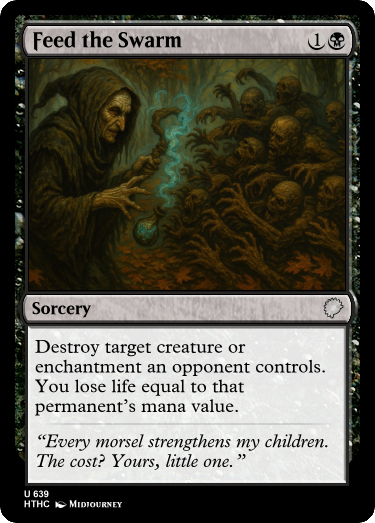 Feed the Swarm 1
Sorcery
Destroy target creature or
enchantment an opponent controls.
You lose life equal to that
permanent's mana value.
“Every morsel strengthens my children.
The cost? Yours, little one.”
U 639
HTHC Midjourney